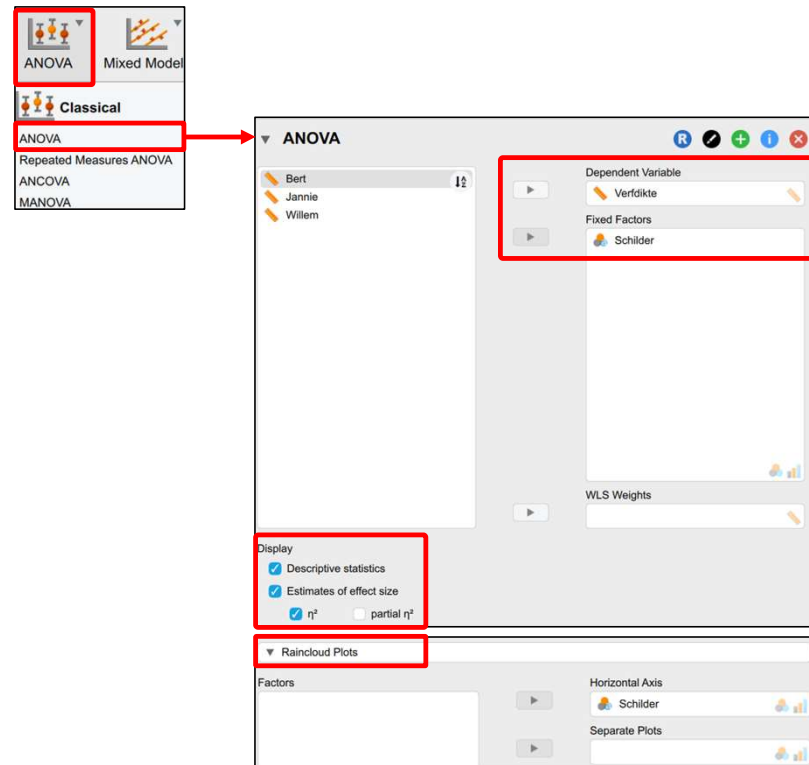 ANOVA
Mixed Model
Classical
ANOVA
Repeated Measures ANOVA
ANCOVA
MANOVA
ANOVA
R
Bert
Jannie
Willem
Dependent Variable
Verfdikte
Fixed Factors
Schilder
WLS Weights
Display
Descriptive statistics
Estimates of effect size
η² partial η²
Raincloud Plots
Factors
Horizontal Axis
Schilder
Separate Plots